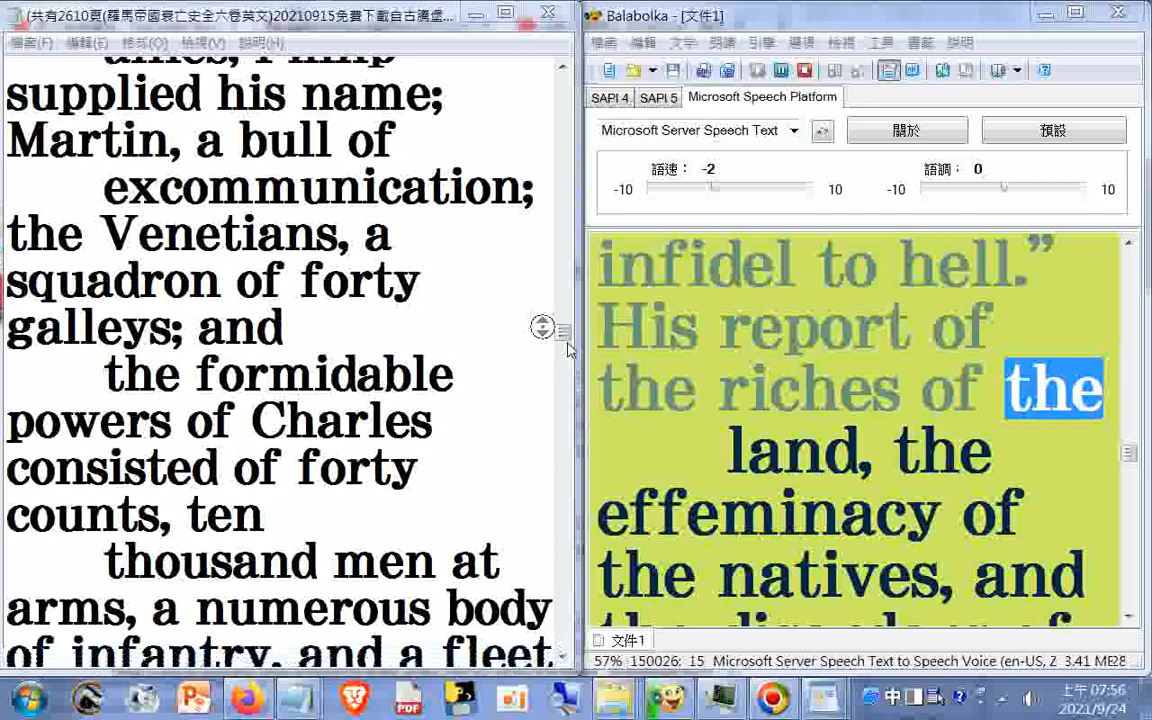 (共有2610頁(羅馬帝國衰亡史全六卷英文)20210915免費下載自古騰堡...
檔案(F) 編輯(E) 格式(O) 檢視(V) 說明(H)
supplied his name;
Martin, a bull of
excommunication;
the Venetians, a
squadron of forty
galleys; and
the formidable
powers of Charles
consisted of forty
counts, ten
thousand men at
arms, a numerous body
of infantry, and a fleet
Balabolka - [文件1]
檔案 編輯 文字 朗讀 引擎 選項 檢視 工具 書籤 說明
SAPI 4 SAPI 5 Microsoft Speech Platform
Microsoft Server Speech Text
關於 預設
語速： -2 語調： 0
-10 10 -10 10
infidel to hell.”
His report of
the riches of the
land, the
effeminacy of
the natives, and
文件1
57% 150026: 15 Microsoft Server Speech Text to Speech Voice (en-US, Z 3.41 МБ28
PDF
中
上午 07:56
2021/9/24